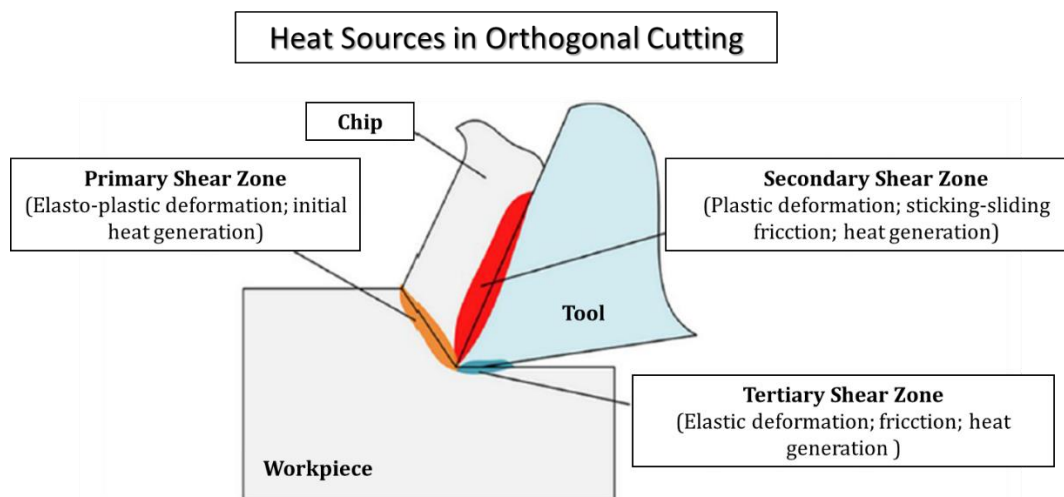 Heat Sources in Orthogonal Cutting
Chip
Primary Shear Zone
(Elasto-plastic deformation; initial
heat generation)
Secondary Shear Zone
(Plastic deformation; sticking-sliding
fricction; heat generation)
Tool
Tertiary Shear Zone
(Elastic deformation; fricction; heat
generation )
Workpiece